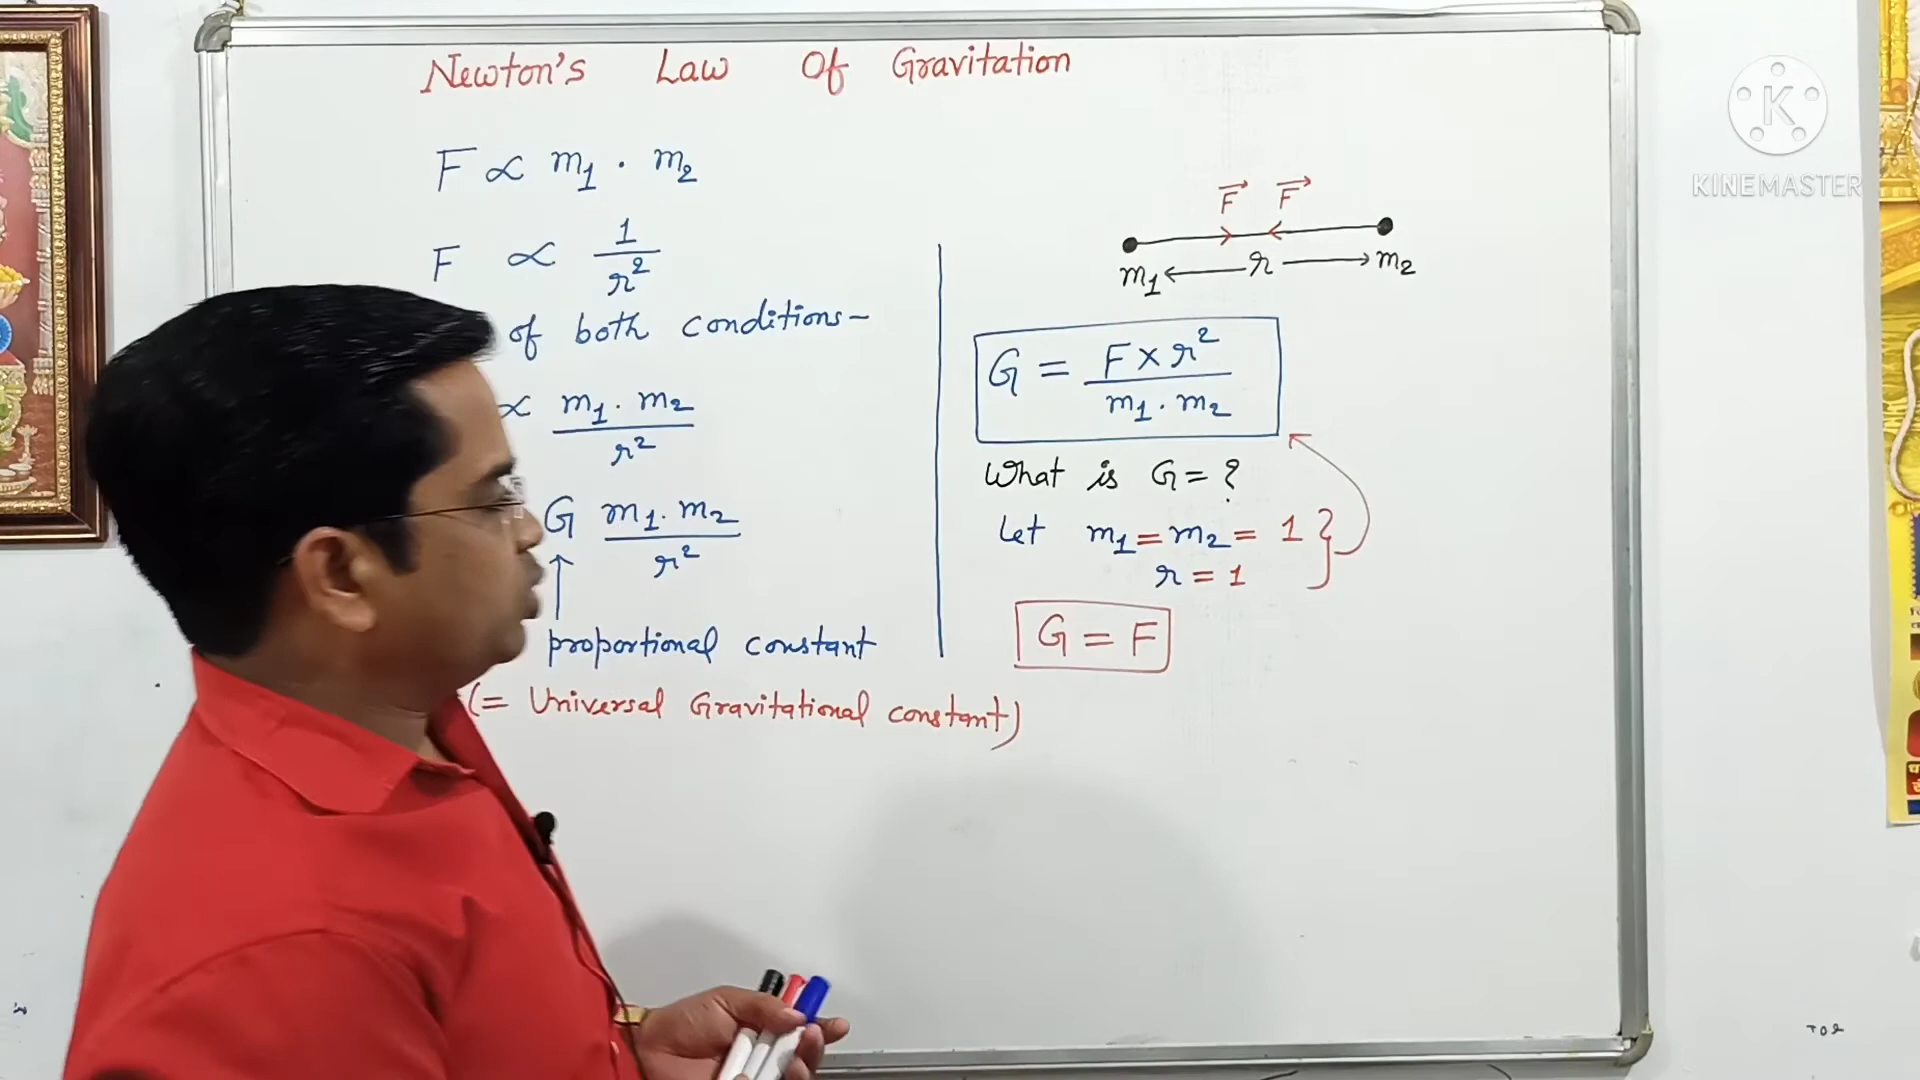 Newton's Law Of Gravitation
F ∝ m₁ · m₂
F ∝ 1/r²
of both conditions-
∝ m₁ · m₂/r²
G m₁ · m₂/r²
↑
proportional constant
(= Universal Gravitational constant)
F⃗ F⃗
m₁ ← r → m₂
G = F × r²/m₁ · m₂
What is G = ?
Let m₁ = m₂ = 1
r = 1
G = F
K
KINEMASTER